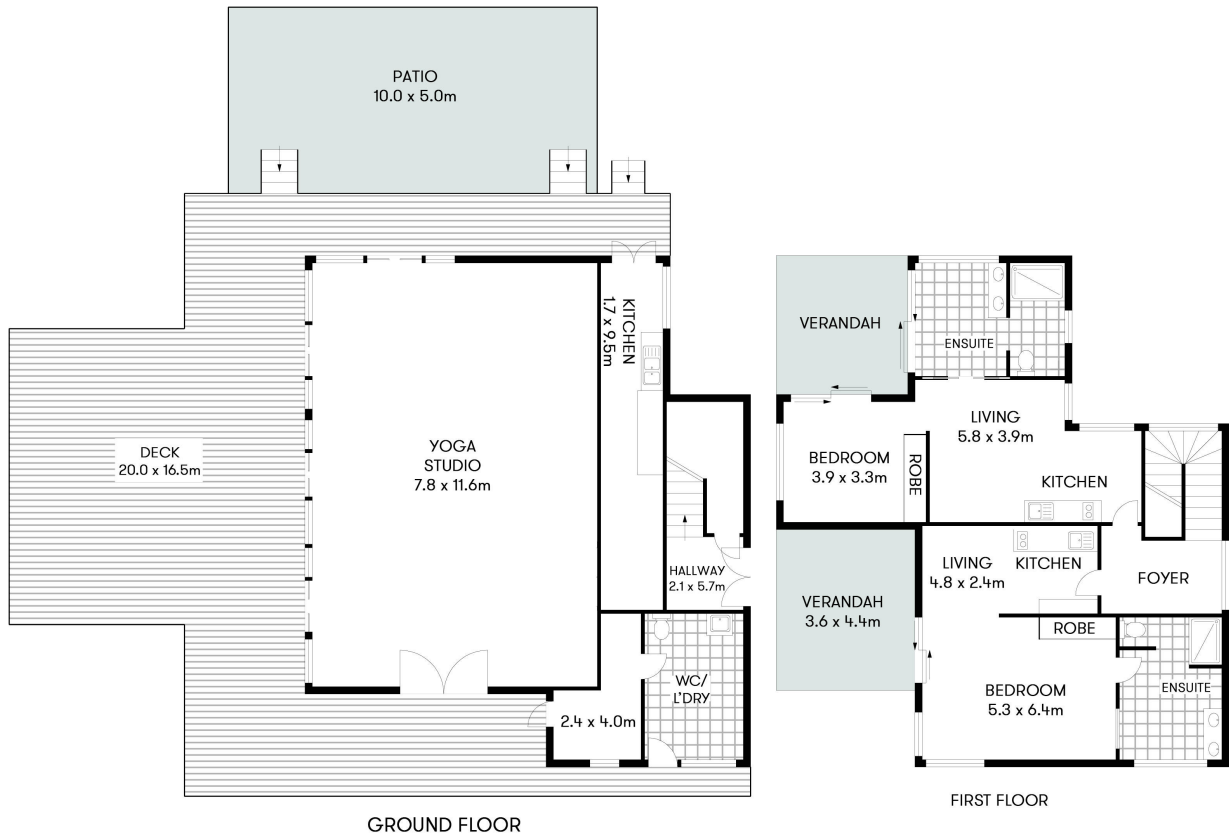 PATIO
10.0 x 5.0m
KITCHEN
1.7 x 9.5m
DECK
20.0 x 16.5m
YOGA
STUDIO
7.8 x 11.6m
HALLWAY
2.1 x 5.7m
WC/
L'DRY
2.4 x 4.0m
GROUND FLOOR
VERANDAH
ENSUITE
LIVING
5.8 x 3.9m
BEDROOM
3.9 x 3.3m
ROBE
KITCHEN
LIVING
4.8 x 2.4m
KITCHEN
FOYER
VERANDAH
3.6 x 4.4m
ROBE
BEDROOM
5.3 x 6.4m
ENSUITE
FIRST FLOOR